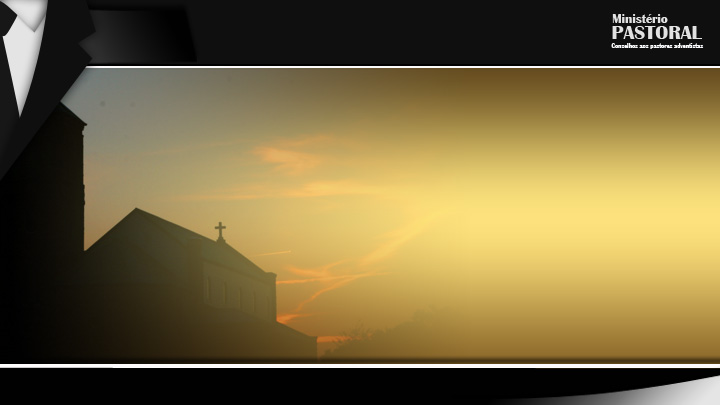 Ministério
PASTORAL
Conselhos aos pastores adventistas